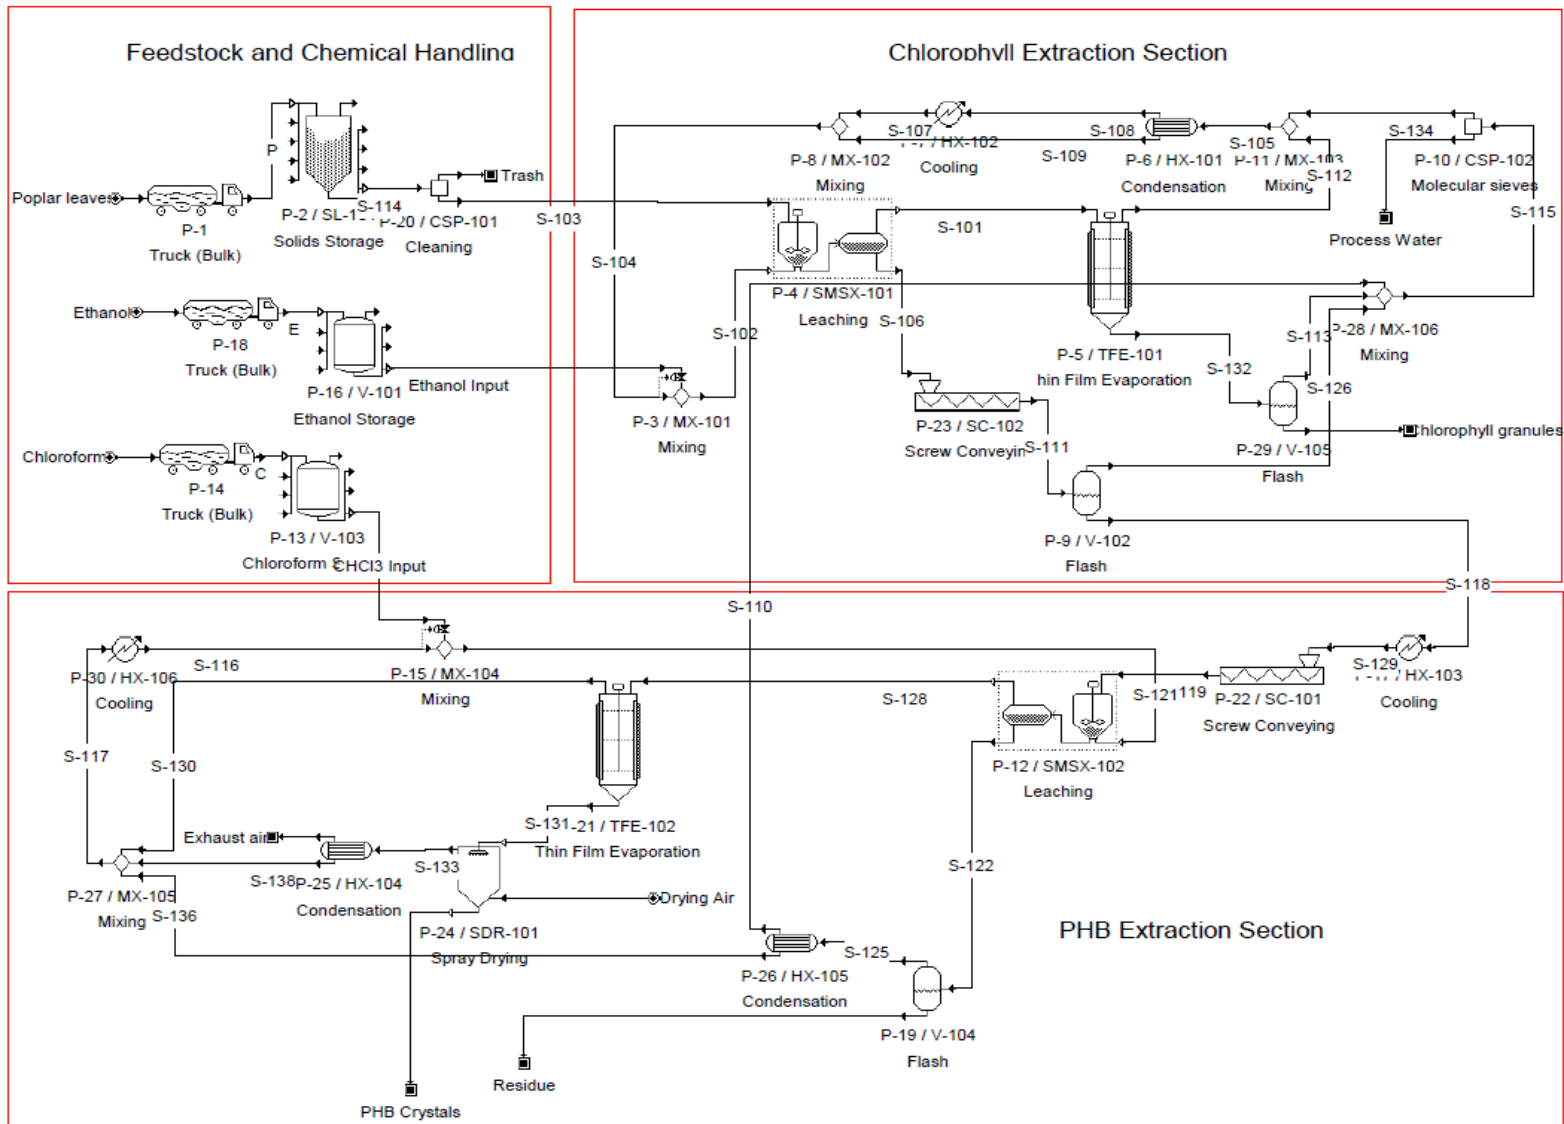 Feedstock and Chemical Handling
Chlorophyll Extraction Section
P
Poplar leaves
P-1
Truck (Bulk)
P-2 / SL-1
Solids Storage
S-114
Trash
P-20 / CSP-101
Cleaning
S-103
Ethanol
P-18
Truck (Bulk)
E
P-16 / V-101
Ethanol Storage
Ethanol Input
Chloroform
P-14
Truck (Bulk)
C
P-13 / V-103
Chloroform
CHCl3 Input
S-104
P-8 / MX-102
Mixing
S-107
HX-102
Cooling
S-108
S-109
P-6 / HX-101
Condensation
S-105
P-11 / MX-103
Mixing
S-112
S-134
P-10 / CSP-102
Molecular sieves
S-115
Process Water
S-101
P-4 / SMSX-101
Leaching
S-106
S-102
P-3 / MX-101
Mixing
P-5 / TFE-101
hin Film Evaporation
S-132
S-113
P-28 / MX-106
Mixing
S-126
P-23 / SC-102
Screw Conveyin
S-111
P-29 / V-105
Flash
Chlorophyll granules
P-9 / V-102
Flash
S-118
S-110
P-30 / HX-106
Cooling
S-116
P-15 / MX-104
Mixing
S-117
S-130
S-128
S-121
119
P-22 / SC-101
Screw Conveying
S-129
HX-103
Cooling
P-12 / SMSX-102
Leaching
S-131
-21 / TFE-102
Thin Film Evaporation
Exhaust air
S-133
S-138
P-25 / HX-104
Condensation
P-27 / MX-105
Mixing
S-136
Drying Air
P-24 / SDR-101
Spray Drying
S-122
PHB Extraction Section
S-125
P-26 / HX-105
Condensation
P-19 / V-104
Flash
Residue
PHB Crystals